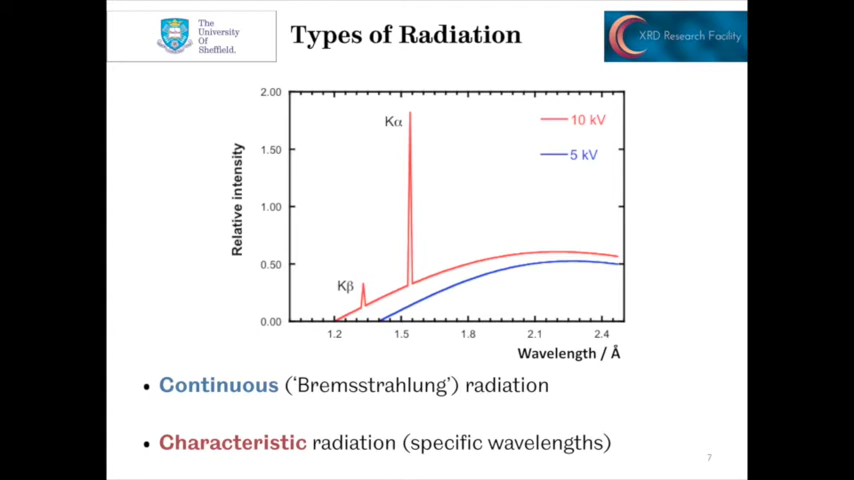 The
University
Of
Sheffield.
Types of Radiation
XRD Research Facility
2.00
1.50
1.00
0.50
0.00
Relative intensity
Kα
Kβ
10 kV
5 kV
1.2 1.5 1.8 2.1 2.4
Wavelength / Å
• Continuous (‘Bremsstrahlung’) radiation
• Characteristic radiation (specific wavelengths)
7